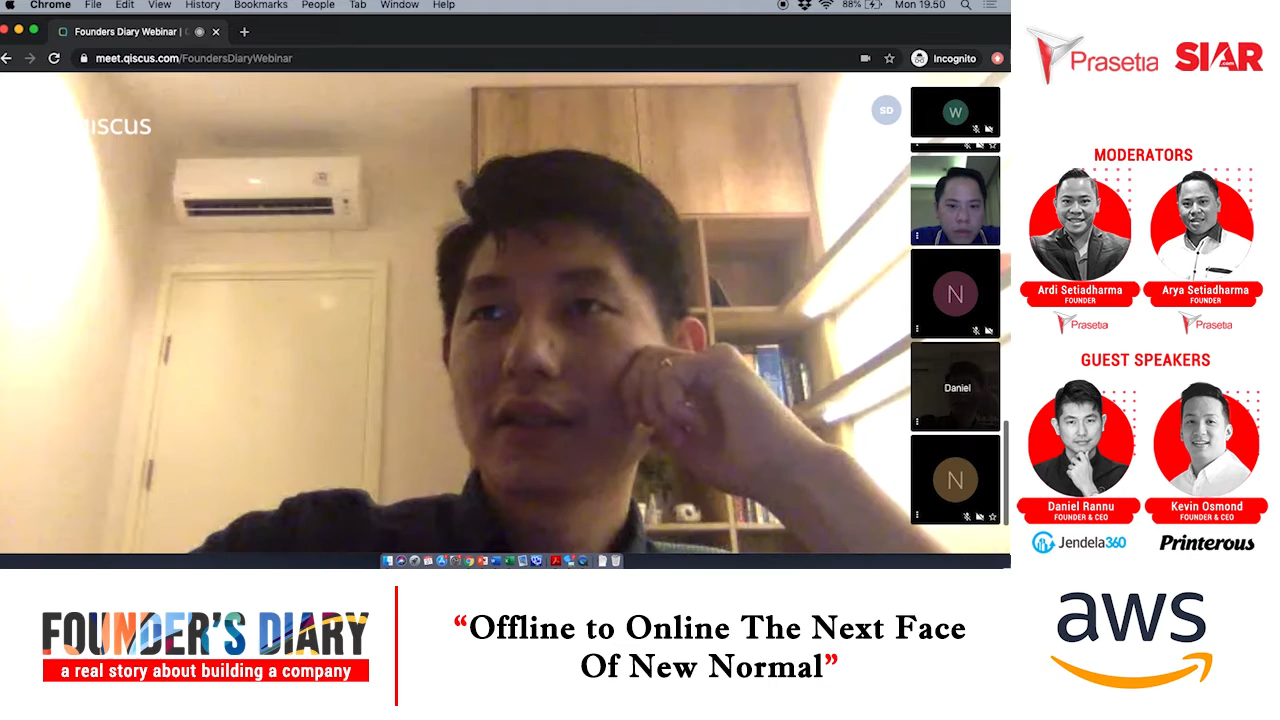 Chrome File Edit View History Bookmarks People Tab Window Help 88% Mon 19.50
Founders Diary Webinar |
meet.qiscus.com/FoundersDiaryWebinar Incognito
qiscus
SD
W
N
Daniel
N
Prasetia SIAR
.com
MODERATORS
Ardi Setiadharma
FOUNDER
Arya Setiadharma
FOUNDER
Prasetia
Prasetia
GUEST SPEAKERS
Daniel Rannu
FOUNDER & CEO
Kevin Osmond
FOUNDER & CEO
Jendela360
Printerous
FOUNDER'S DIARY
a real story about building a company
“Offline to Online The Next Face
Of New Normal”
aws